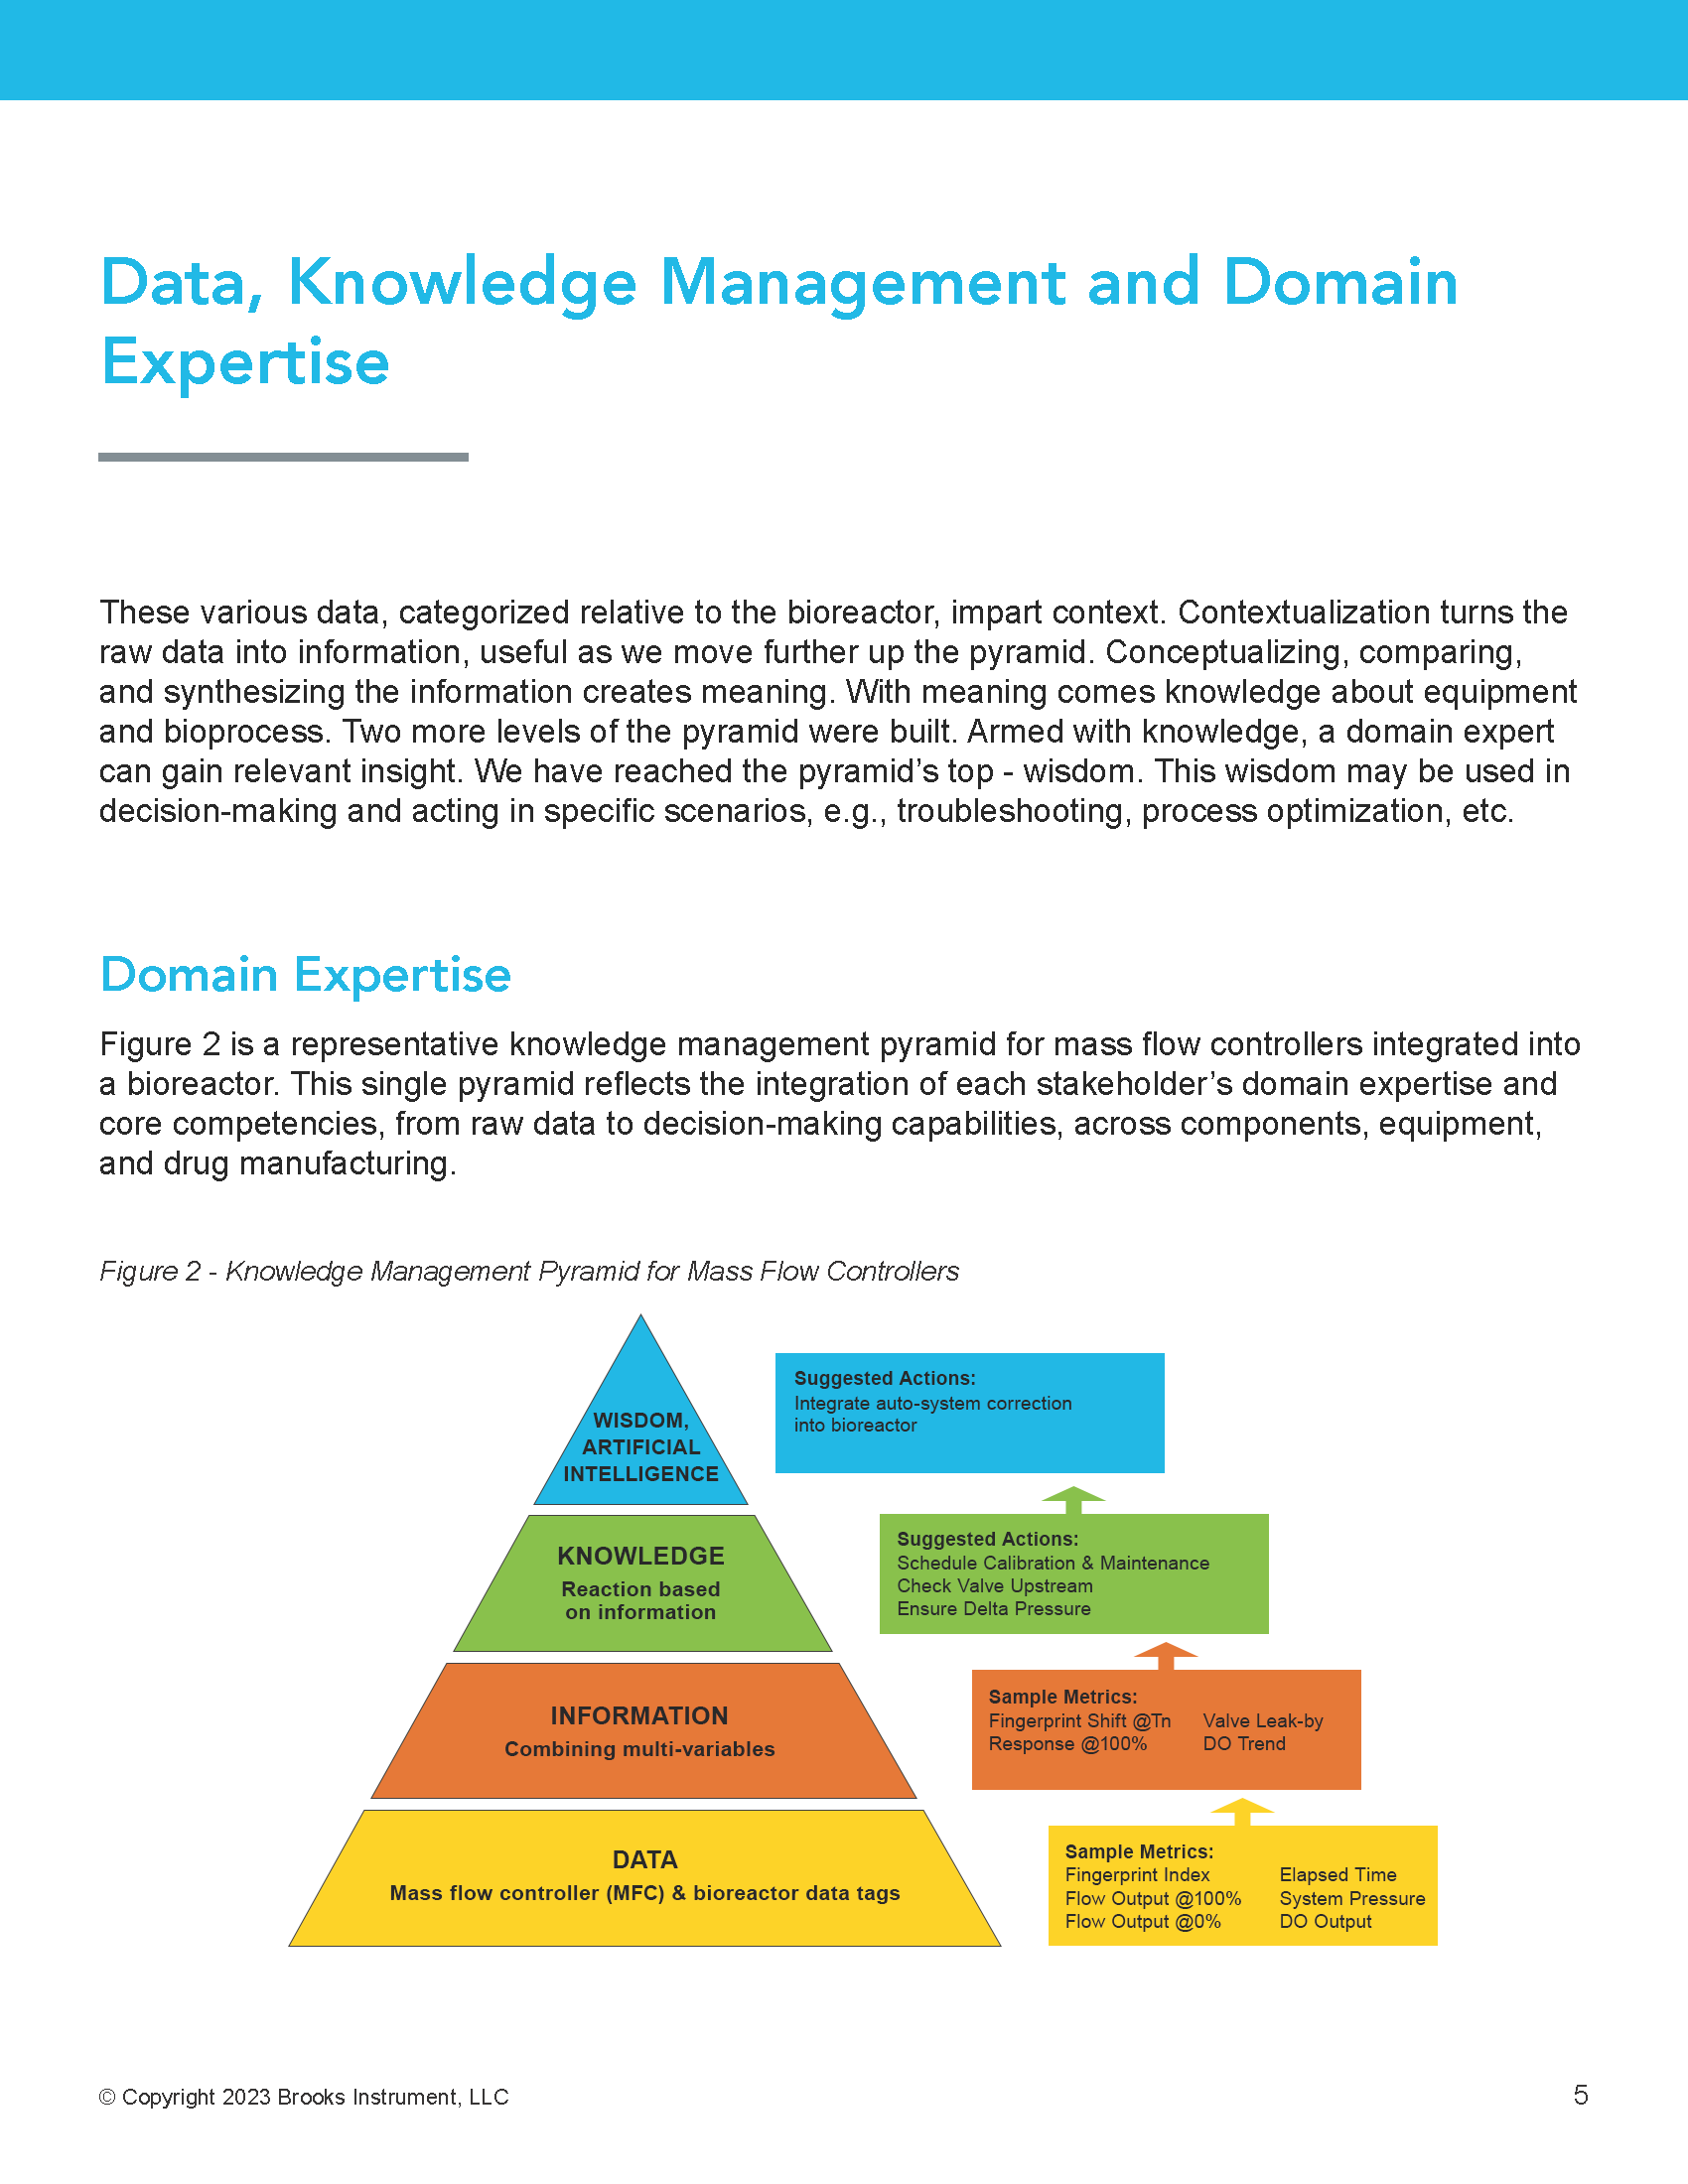 Data, Knowledge Management and Domain
Expertise
These various data, categorized relative to the bioreactor, impart context. Contextualization turns the
raw data into information, useful as we move further up the pyramid. Conceptualizing, comparing,
and synthesizing the information creates meaning. With meaning comes knowledge about equipment
and bioprocess. Two more levels of the pyramid were built. Armed with knowledge, a domain expert
can gain relevant insight. We have reached the pyramid’s top - wisdom. This wisdom may be used in
decision-making and acting in specific scenarios, e.g., troubleshooting, process optimization, etc.
Domain Expertise
Figure 2 is a representative knowledge management pyramid for mass flow controllers integrated into
a bioreactor. This single pyramid reflects the integration of each stakeholder’s domain expertise and
core competencies, from raw data to decision-making capabilities, across components, equipment,
and drug manufacturing.
Figure 2 - Knowledge Management Pyramid for Mass Flow Controllers
WISDOM,
ARTIFICIAL
INTELLIGENCE
Suggested Actions:
Integrate auto-system correction
into bioreactor
KNOWLEDGE
Reaction based
on information
Suggested Actions:
Schedule Calibration & Maintenance
Check Valve Upstream
Ensure Delta Pressure
INFORMATION
Combining multi-variables
Sample Metrics:
Fingerprint Shift @Tn Valve Leak-by
Response @100% DO Trend
DATA
Mass flow controller (MFC) & bioreactor data tags
Sample Metrics:
Fingerprint Index Elapsed Time
Flow Output @100% System Pressure
Flow Output @0% DO Output
© Copyright 2023 Brooks Instrument, LLC
5